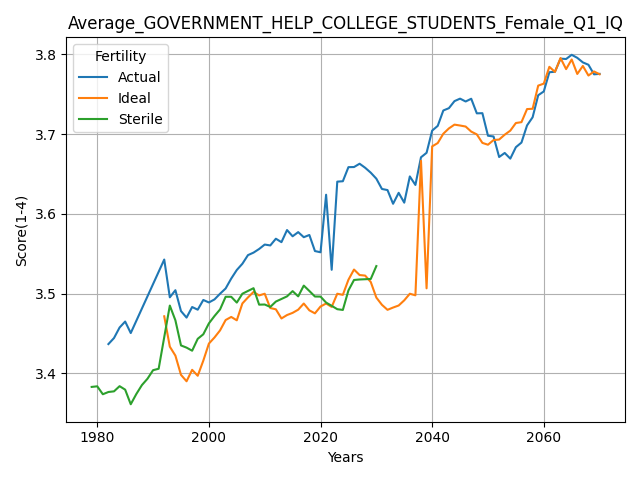 Average_GOVERNMENT_HELP_COLLEGE_STUDENTS_Female_Q1_IQ
Fertility
Actual
Ideal
Sterile
Score(1-4)
3.8
3.7
3.6
3.5
3.4
1980
2000
2020
2040
2060
Years